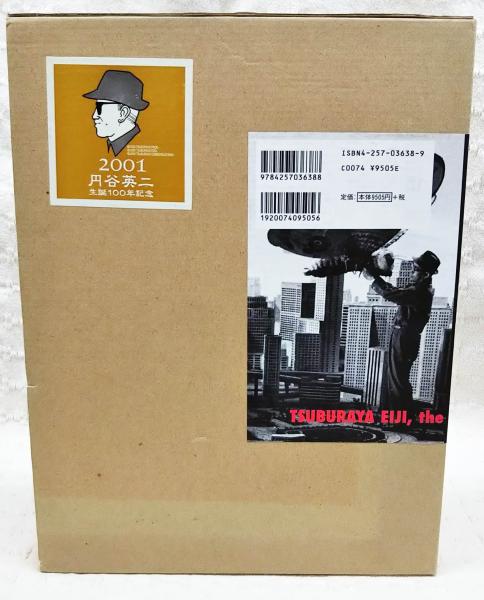 2001
円谷英二
生誕100年記念
ISBN4-257-03638-9
C0074 ¥9505E
9784257036388
定価:本体9505円+税
1920074095056
TSUBURAYA EIJI, the